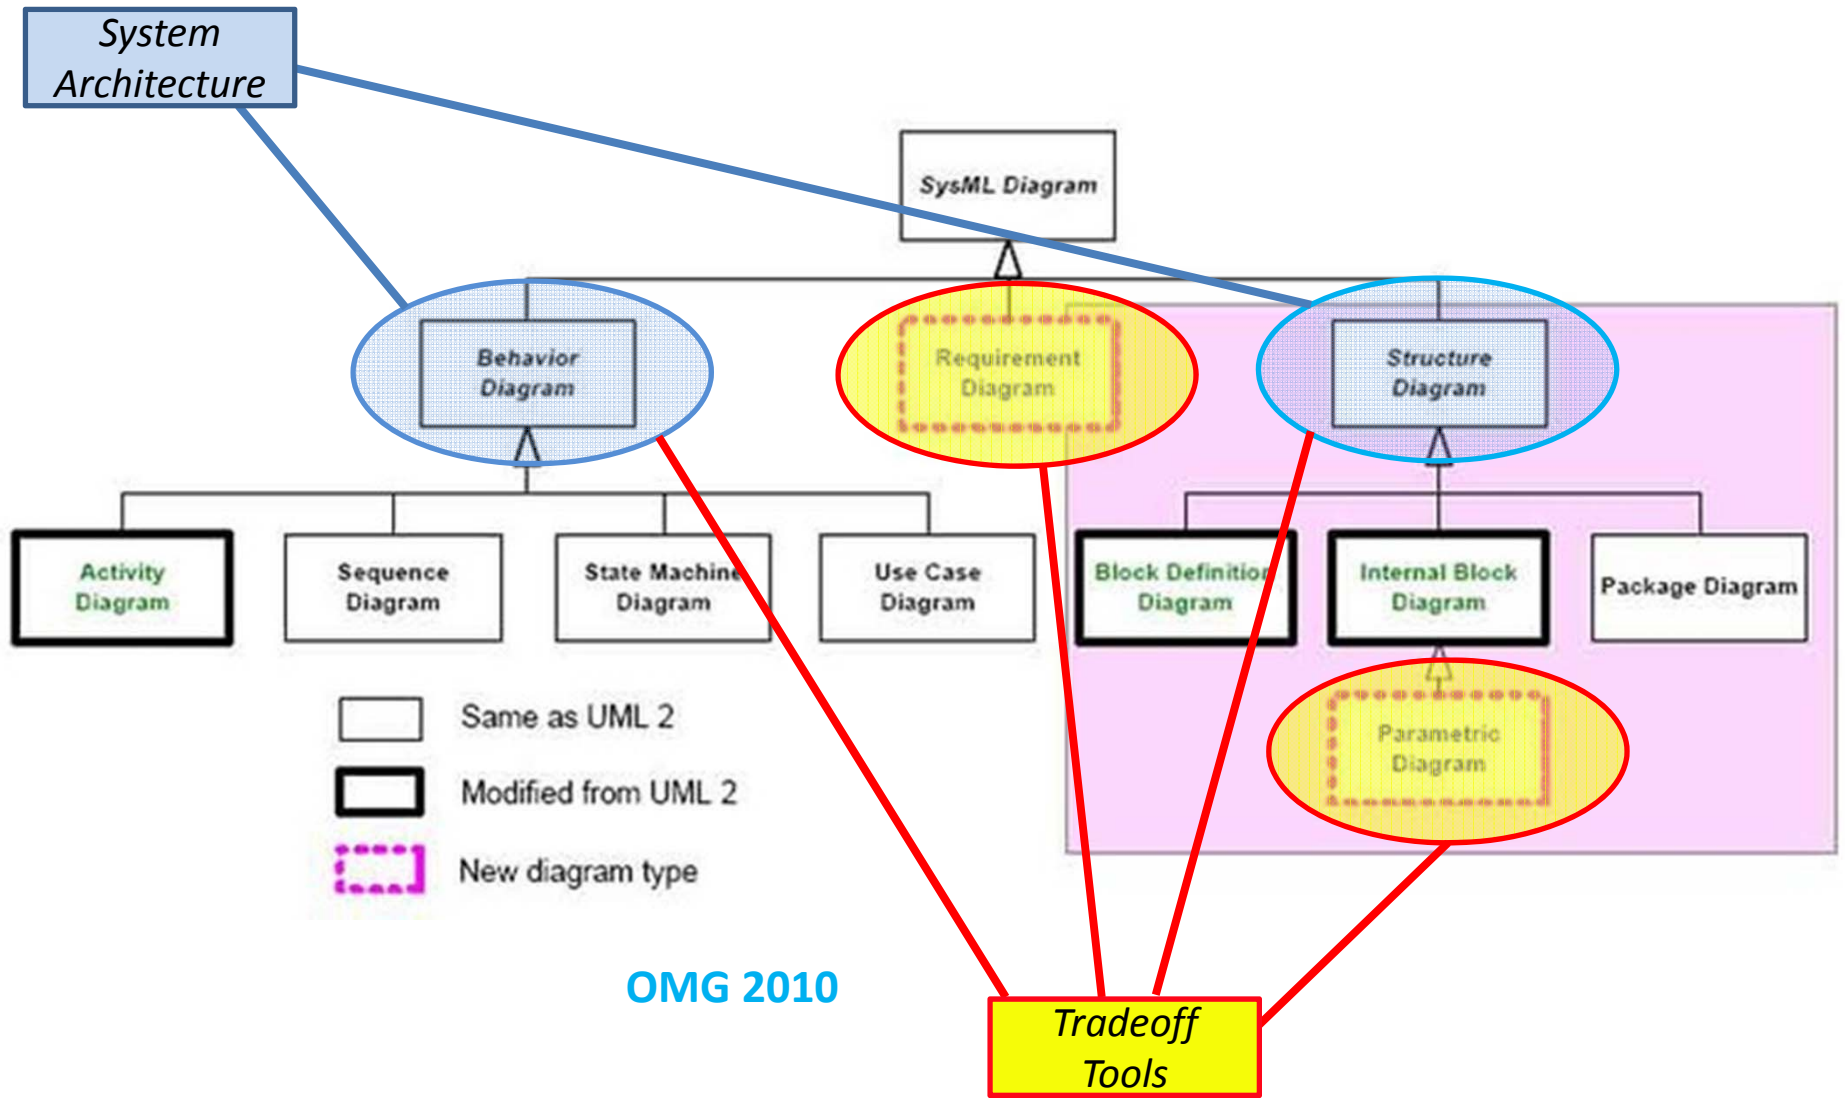 System
Architecture
SysML Diagram
Behavior
Diagram
Requirement
Diagram
Structure
Diagram
Activity
Diagram
Sequence
Diagram
State Machine
Diagram
Use Case
Diagram
Block Definition
Diagram
Internal Block
Diagram
Package Diagram
Parametric
Diagram
Same as UML 2
Modified from UML 2
New diagram type
OMG 2010
Tradeoff
Tools